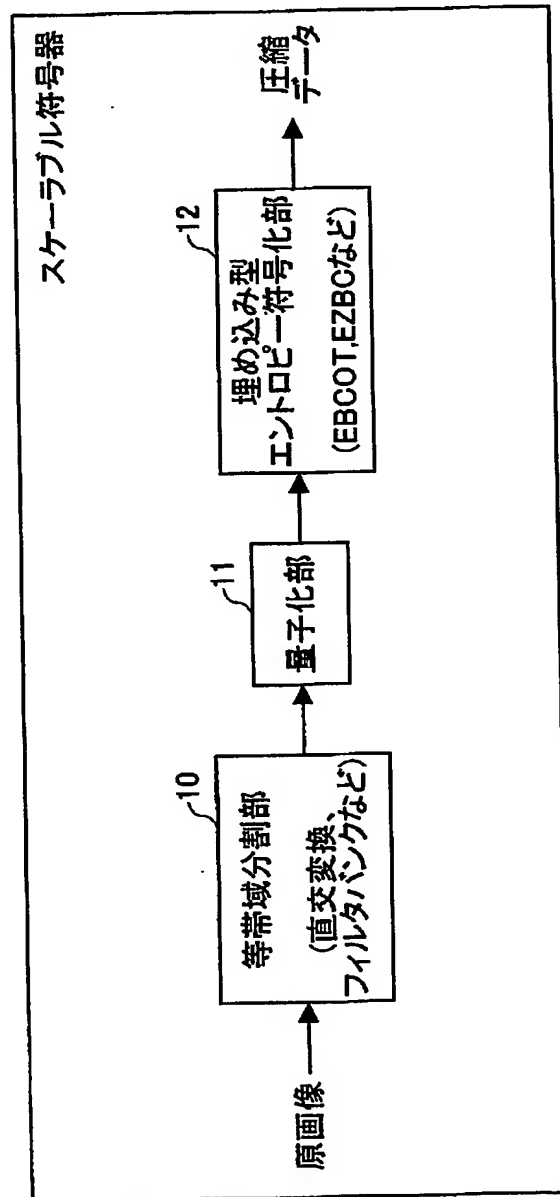 スケーラブル符号器
原画像
10
等帯域分割部
(直交変換、
フィルタバンクなど)
11
量子化部
12
埋め込み型
エントロピー符号化部
(EBCOT,EZBCなど)
圧縮
データ